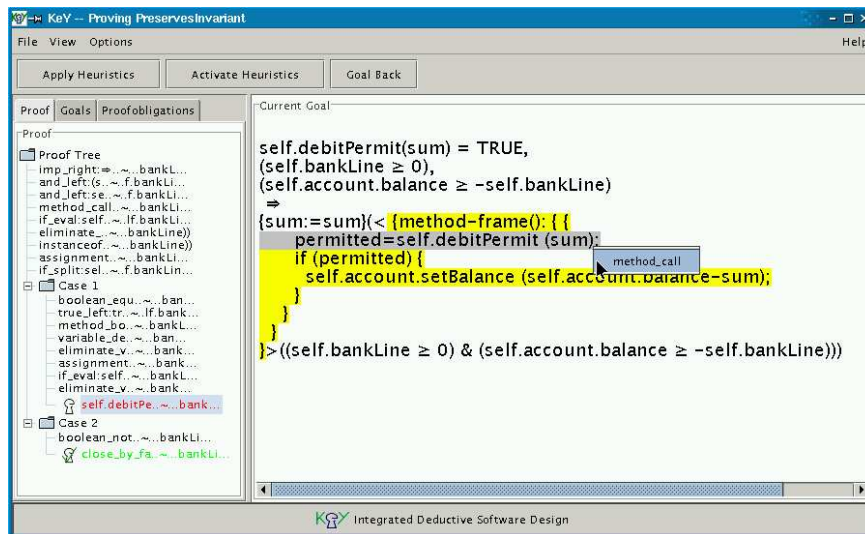 KeY -- Proving PreservesInvariant
File View Options Help
Apply Heuristics Activate Heuristics Goal Back
Proof Goals Proofobligations
Proof
Proof Tree
imp_right:⇒..~...bankL...
and_left:(s..~..f.bankLi...
and_left:se..~..f.bankLi...
method_call..~..bankLi...
if_eval:self..~..lf.bankLi...
eliminate_..~..bankLine))
instanceof..~..bankLine))
assignment..~..bankLi...
if_split:sel..~..f.bankLin...
Case 1
boolean_equ..~...ban...
true_left:tr..~..lf.bank...
method_bo..~..bankL...
variable_de..~...ban...
eliminate_v..~..bank...
assignment..~...bank...
if_eval:self..~...bankL...
eliminate_v..~..bank...
self.debitPe..~...bank...
Case 2
boolean_not..~...bankLi...
close_by_fa..~...bankLi...
Current Goal
self.debitPermit(sum) = TRUE,
(self.bankLine ≥ 0),
(self.account.balance ≥ -self.bankLine)
⇒
{sum:=sum}(< {method-frame(): { {
permitted=self.debitPermit (sum);
if (permitted) {
self.account.setBalance (self.account.balance-sum);
}
}
}
}>((self.bankLine ≥ 0) & (self.account.balance ≥ -self.bankLine)))
method_call
KeY Integrated Deductive Software Design